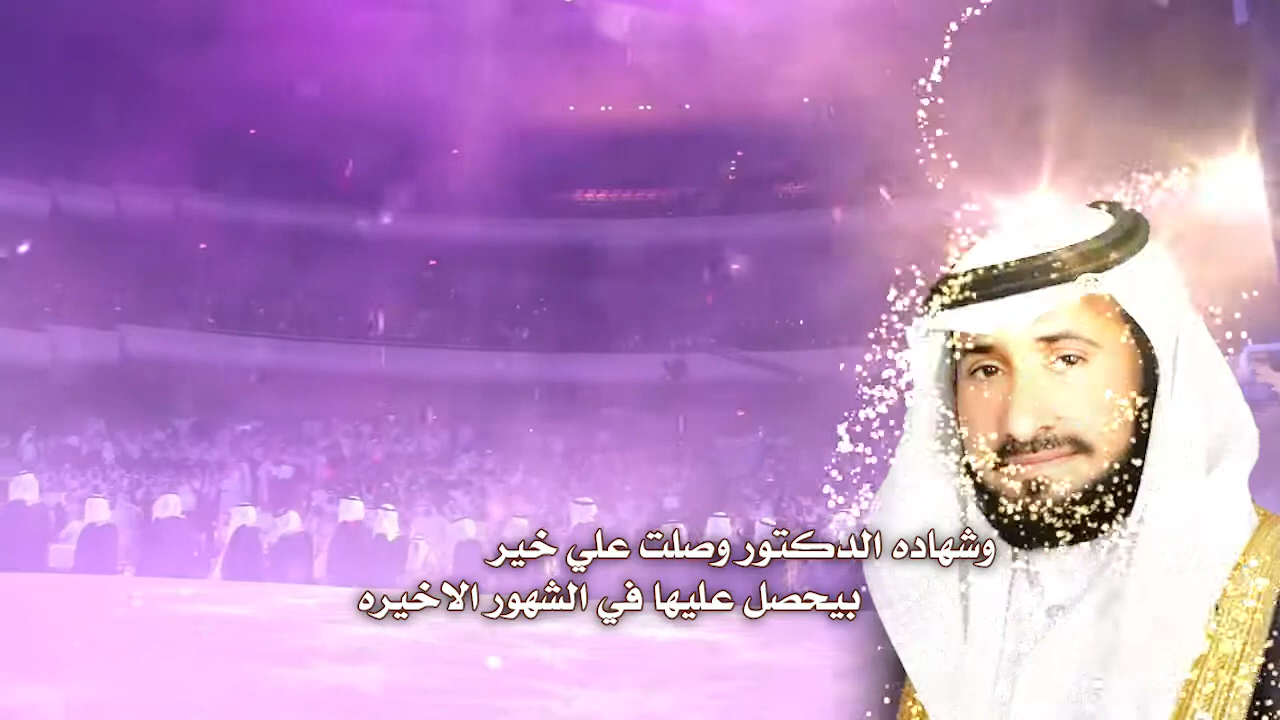 وشهاده الدكتور وصلت علي خير
بيحصل عليها في الشهور الاخيره